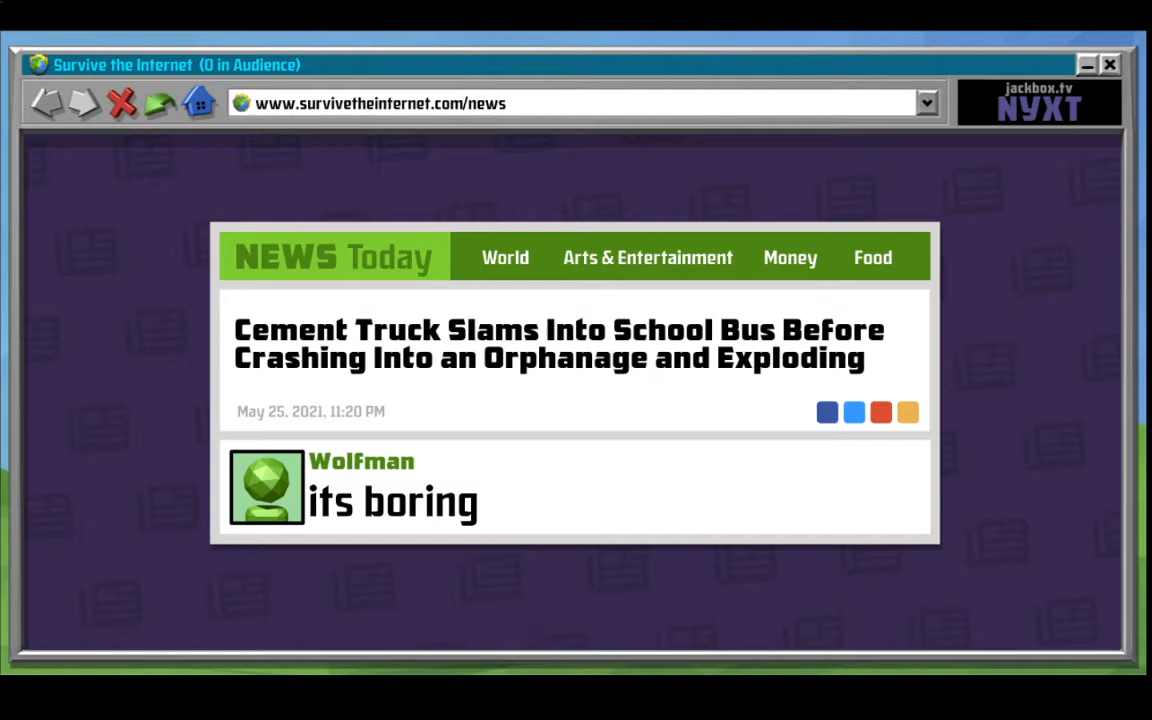 Survive the Internet (0 in Audience)
www.survivetheinternet.com/news
jackbox.tv
NYXT
NEWS Today World Arts & Entertainment Money Food
Cement Truck Slams Into School Bus Before
Crashing Into an Orphanage and Exploding
May 25, 2021, 11:20 PM
Wolfman
its boring